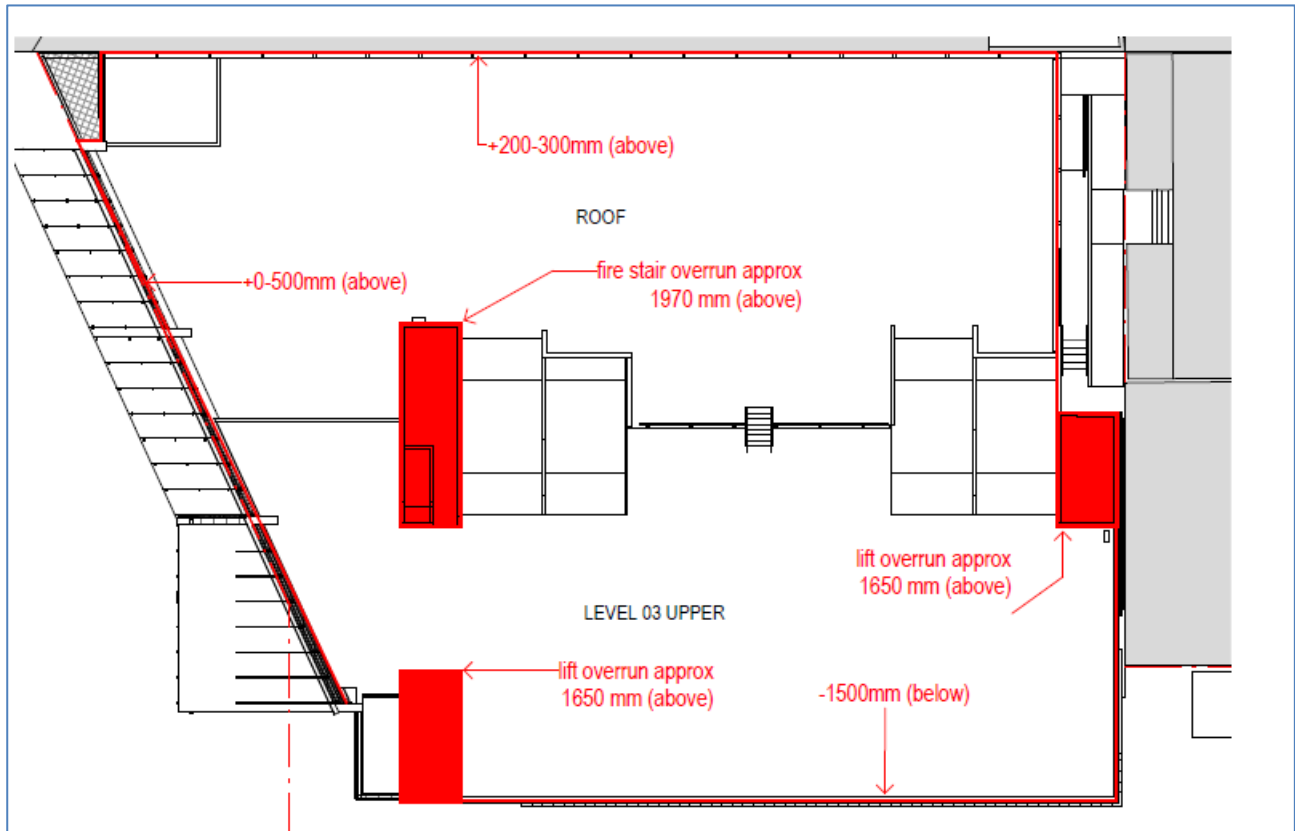 +200-300mm (above)
ROOF
+0-500mm (above)
fire stair overrun approx
1970 mm (above)
lift overrun approx
1650 mm (above)
LEVEL 03 UPPER
lift overrun approx
1650 mm (above)
-1500mm (below)